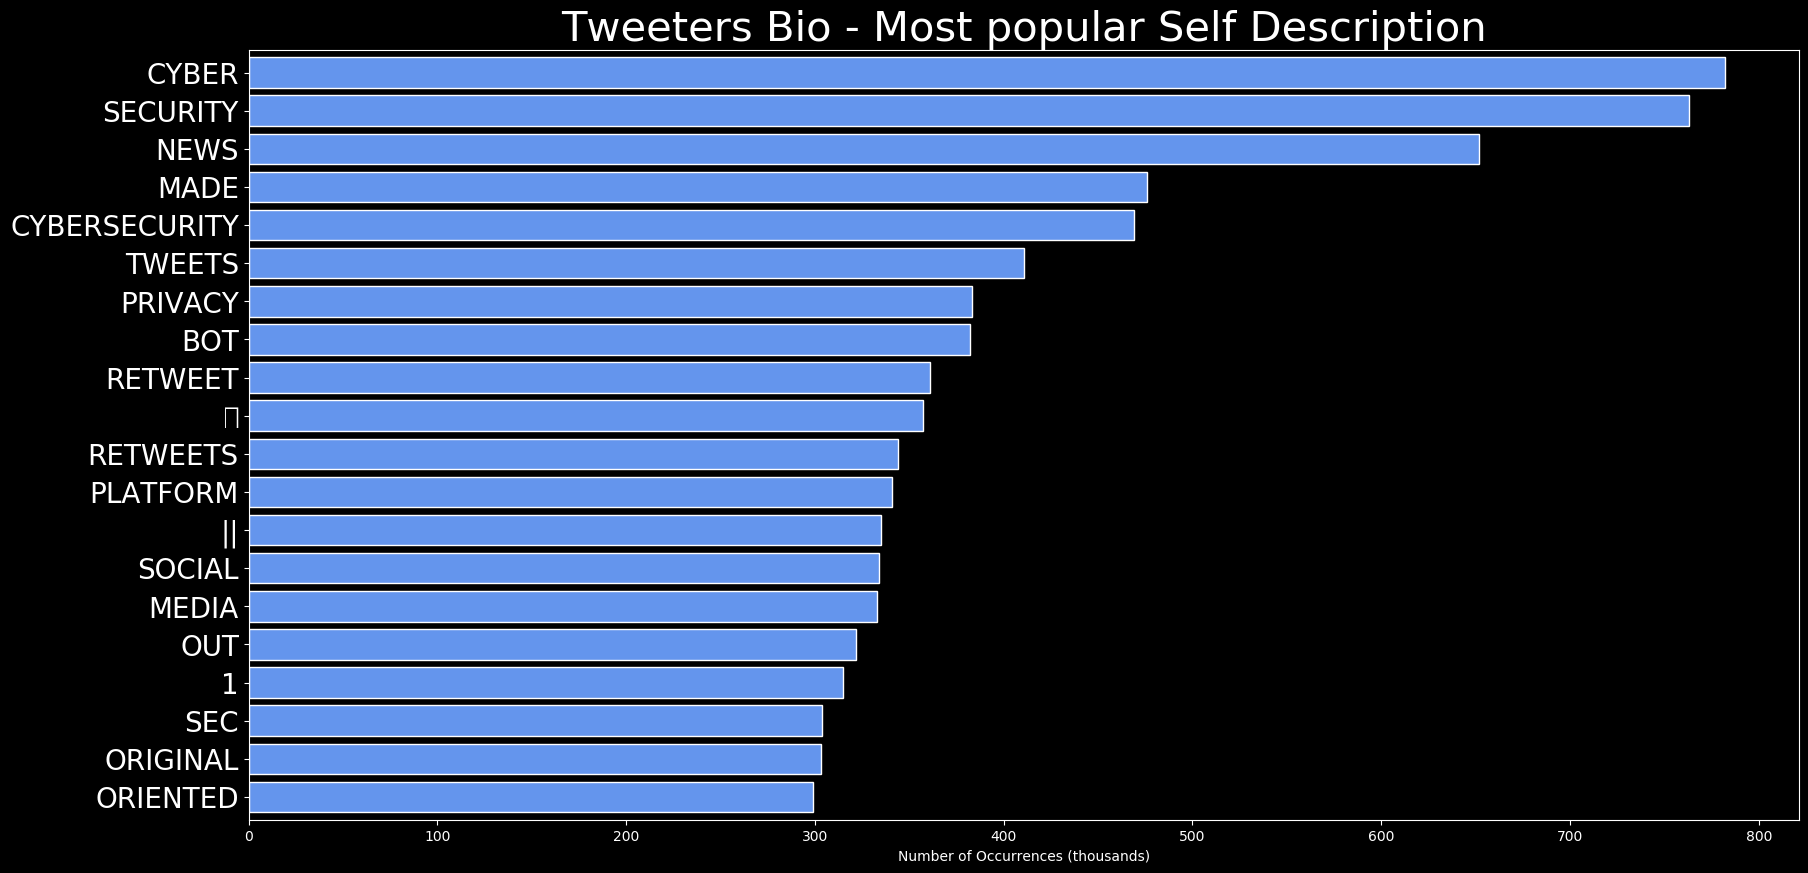 Tweeters Bio - Most popular Self Description
CYBER
SECURITY
NEWS
MADE
CYBERSECURITY
TWEETS
PRIVACY
BOT
RETWEET
RETWEETS
PLATFORM
||
SOCIAL
MEDIA
OUT
1
SEC
ORIGINAL
ORIENTED
0 100 200 300 400 500 600 700 800
Number of Occurrences (thousands)